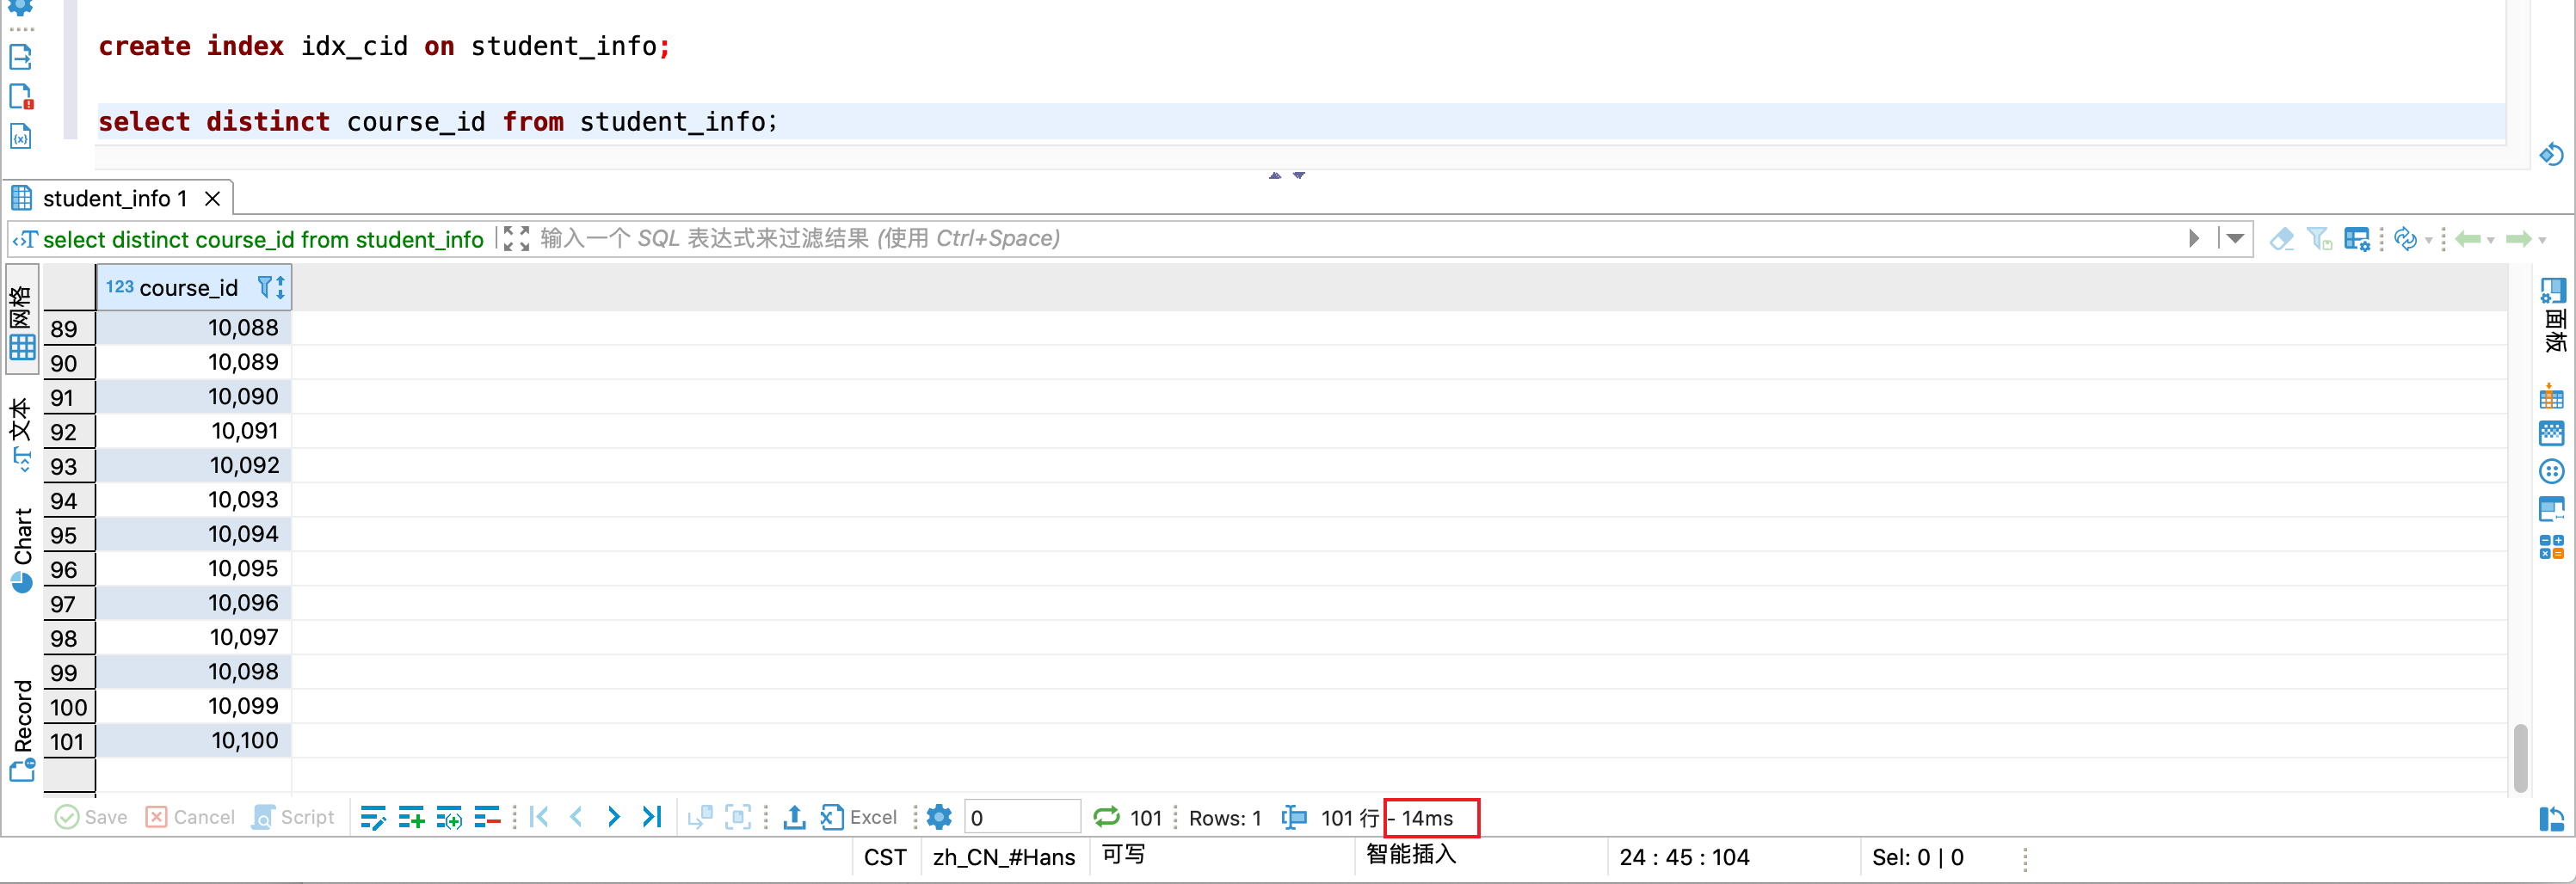 create index idx_cid on student_info;
select distinct course_id from student_info;
student_info 1
select distinct course_id from student_info 输入一个 SQL 表达式来过滤结果 (使用 Ctrl+Space)
网格
文本
Chart
Record
面板
123 course_id
89 10,088
90 10,089
91 10,090
92 10,091
93 10,092
94 10,093
95 10,094
96 10,095
97 10,096
98 10,097
99 10,098
100 10,099
101 10,100
Save Cancel Script Excel 0 101 Rows: 1 101 行 - 14ms
CST zh_CN_#Hans 可写 智能插入 24 : 45 : 104 Sel: 0 | 0